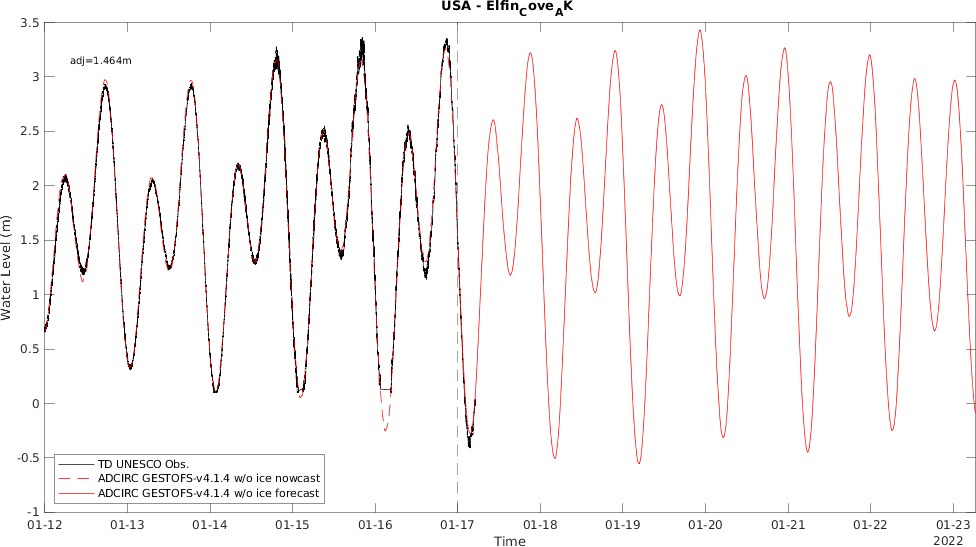 USA - ElfinCoveAK
3.5
adj=1.464m
3
2.5
2
1.5
1
0.5
0
-0.5
-1
Water Level (m)
TD UNESCO Obs.
ADCIRC GESTOFS-v4.1.4 w/o ice nowcast
ADCIRC GESTOFS-v4.1.4 w/o ice forecast
01-12 01-13 01-14 01-15 01-16 01-17 01-18 01-19 01-20 01-21 01-22 01-23
Time
2022